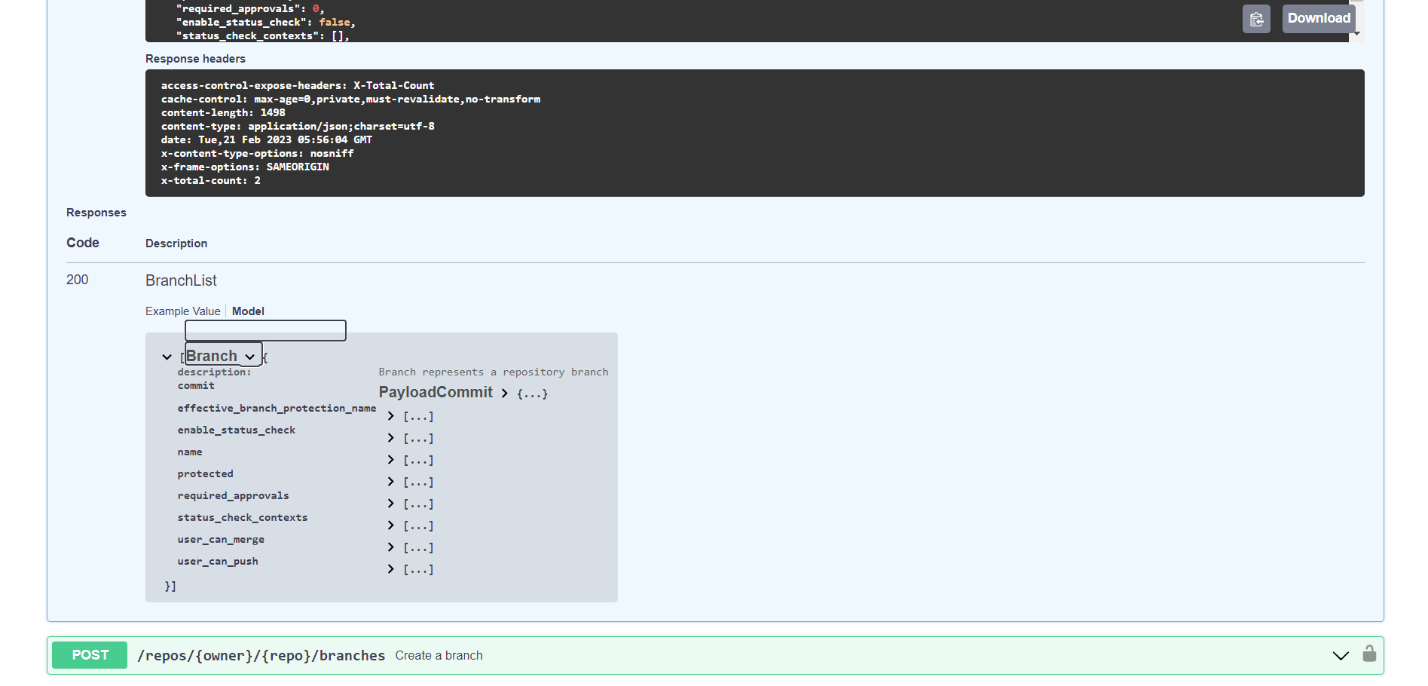 "required_approvals": 0,
"enable_status_check": false,
"status_check_contexts": [],
Download
Response headers
access-control-expose-headers: X-Total-Count
cache-control: max-age=0,private,must-revalidate,no-transform
content-length: 1498
content-type: application/json;charset=utf-8
date: Tue,21 Feb 2023 05:56:04 GMT
x-content-type-options: nosniff
x-frame-options: SAMEORIGIN
x-total-count: 2
Responses
Code Description
200 BranchList
Example Value Model
[Branch {
description: Branch represents a repository branch
commit PayloadCommit {...}
effective_branch_protection_name [...]
enable_status_check [...]
name [...]
protected [...]
required_approvals [...]
status_check_contexts [...]
user_can_merge [...]
user_can_push [...]
}]
POST /repos/{owner}/{repo}/branches Create a branch